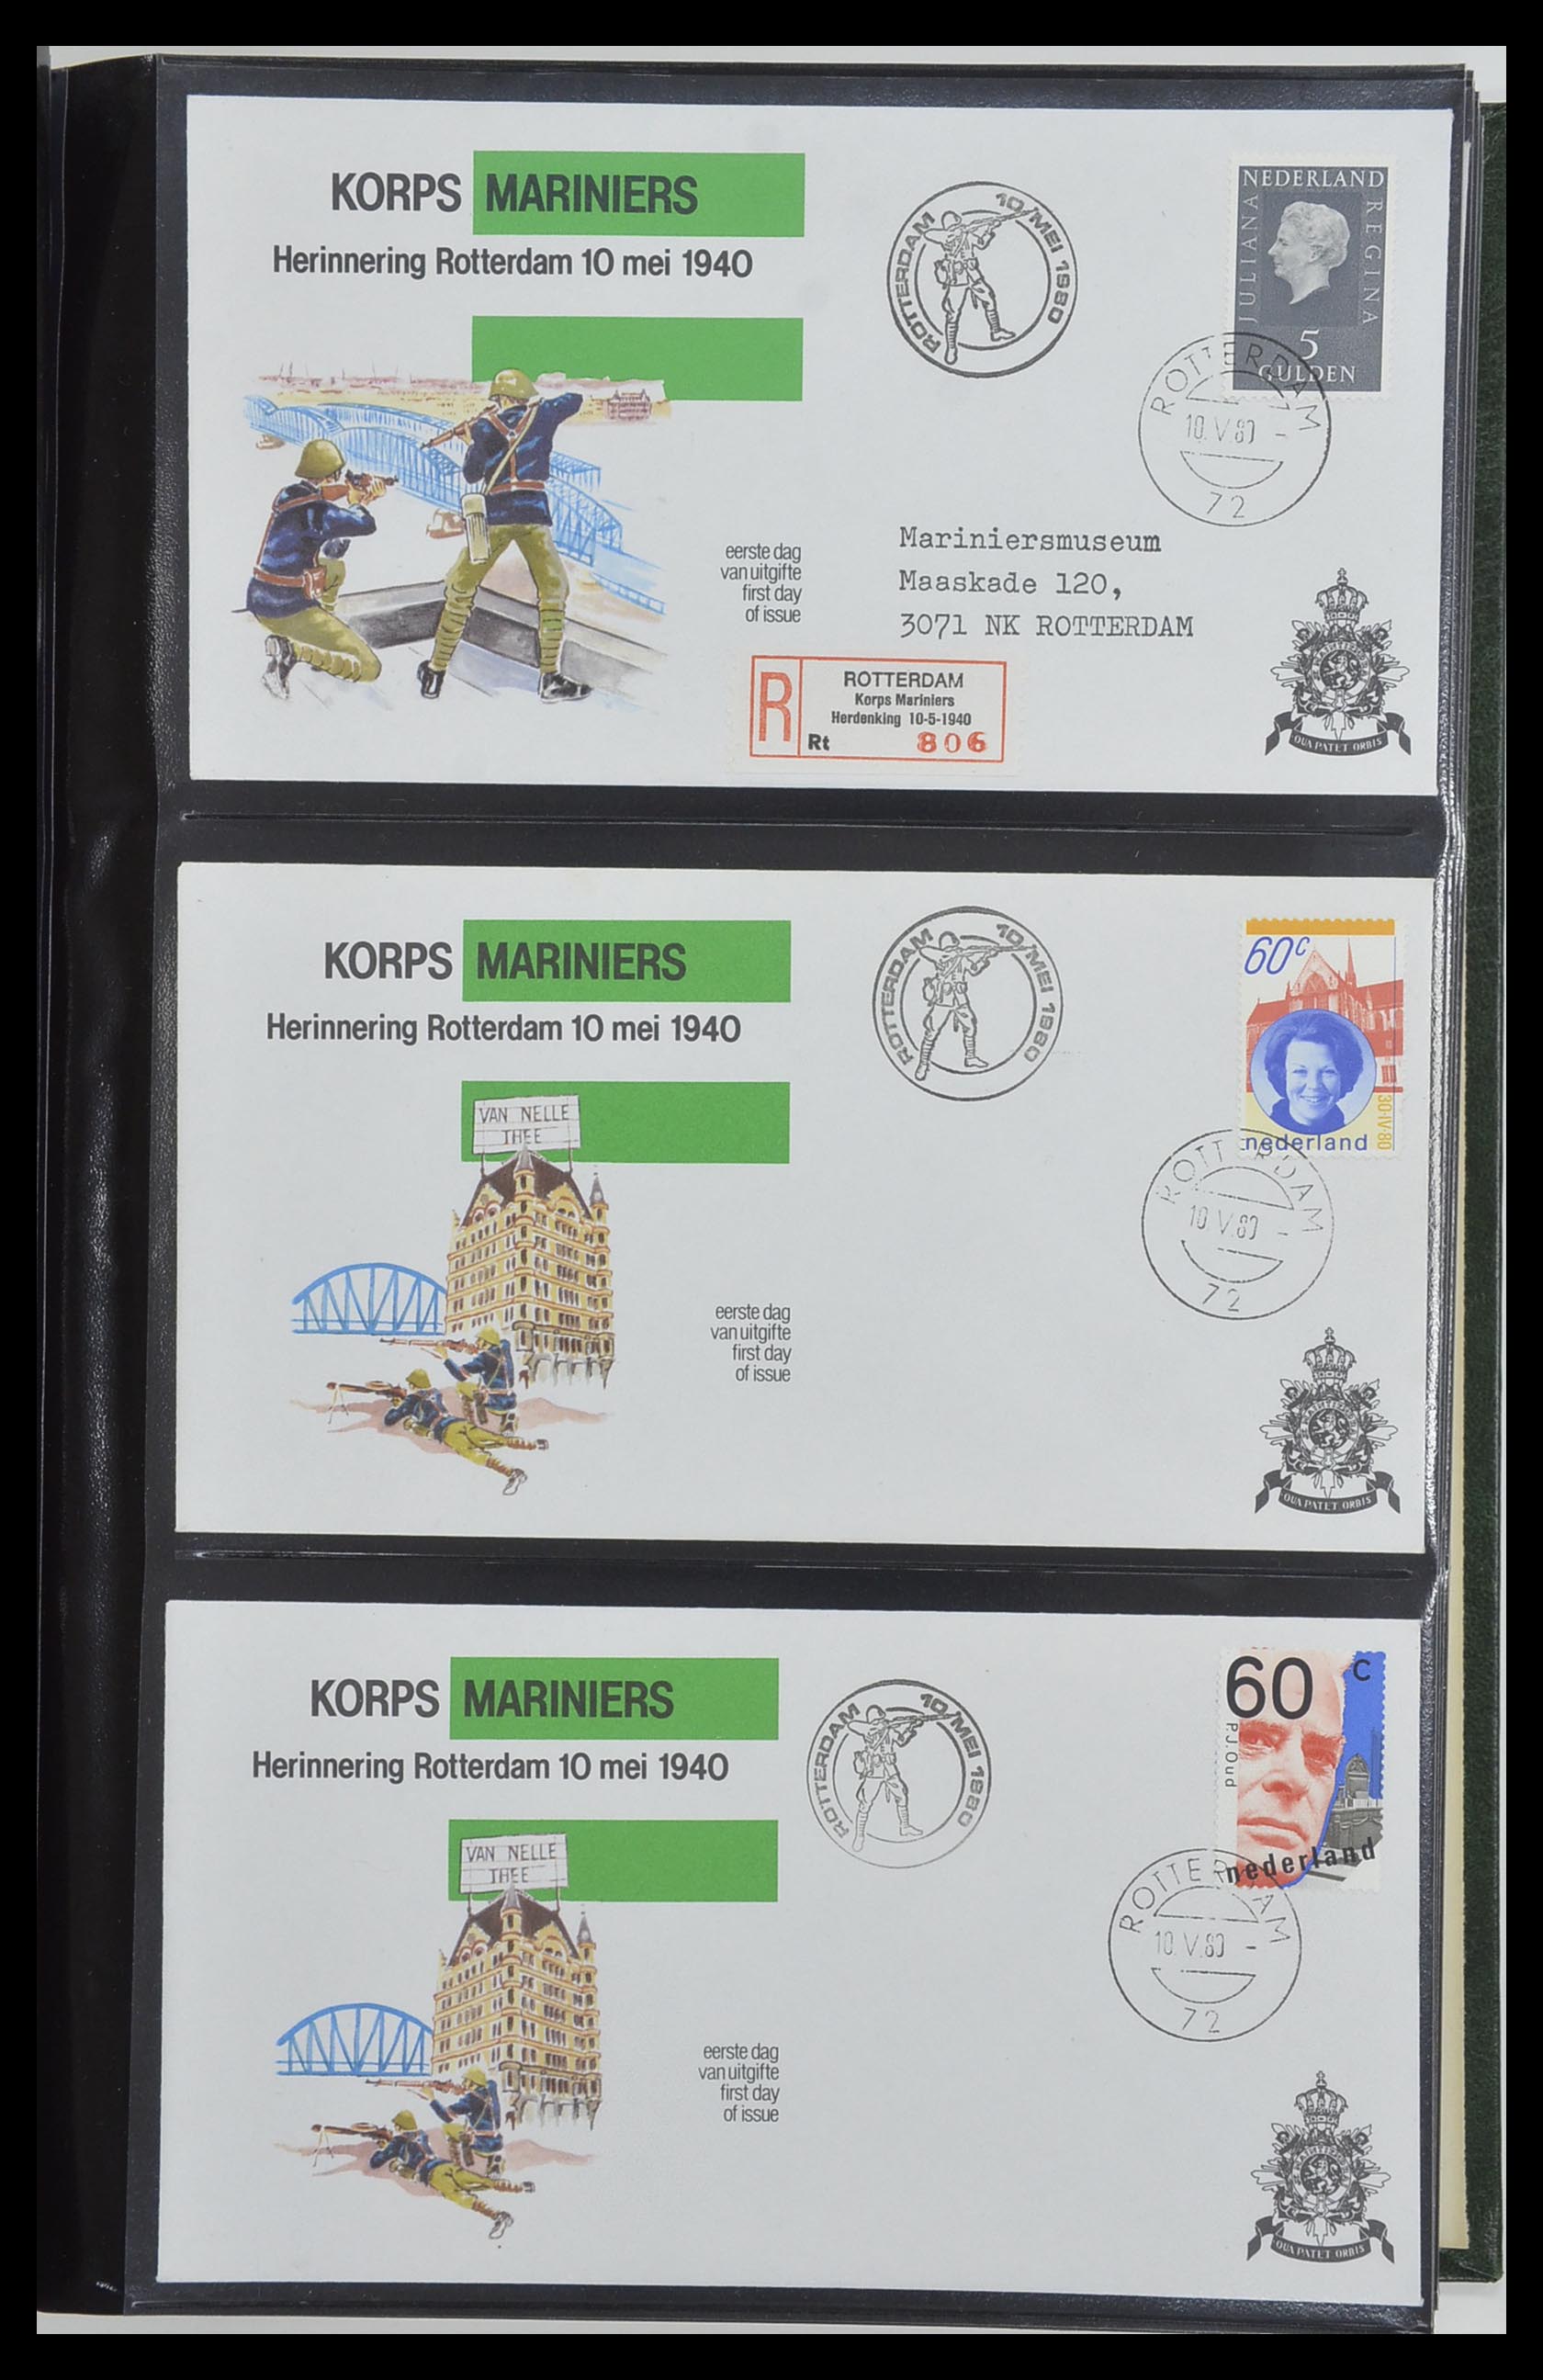 KORPS MARINIERS
Herinnering Rotterdam 10 mei 1940
ROTTERDAM 10 MEI 1980
NEDERLAND
JULIANA
REGINA
5
GULDEN
ROTTERDAM
10.V.80 -
72
eerste dag
van uitgifte
first day
of issue
Mariniersmuseum
Maaskade 120,
3071 NK ROTTERDAM
R
ROTTERDAM
Korps Mariniers
Herdenking 10-5-1940
Rt 806
QUA PATET ORBIS
KORPS MARINIERS
Herinnering Rotterdam 10 mei 1940
VAN NELLE
THEE
ROTTERDAM 10 MEI 1980
60c
30·IV·80
nederland
ROTTERDAM
10 V.80 -
72
eerste dag
van uitgifte
first day
of issue
QUA PATET ORBIS
KORPS MARINIERS
Herinnering Rotterdam 10 mei 1940
VAN NELLE
THEE
ROTTERDAM 10 MEI 1980
60 c
P.J.Oud
nederland
ROTTERDAM
10.V.80 -
72
eerste dag
van uitgifte
first day
of issue
QUA PATET ORBIS